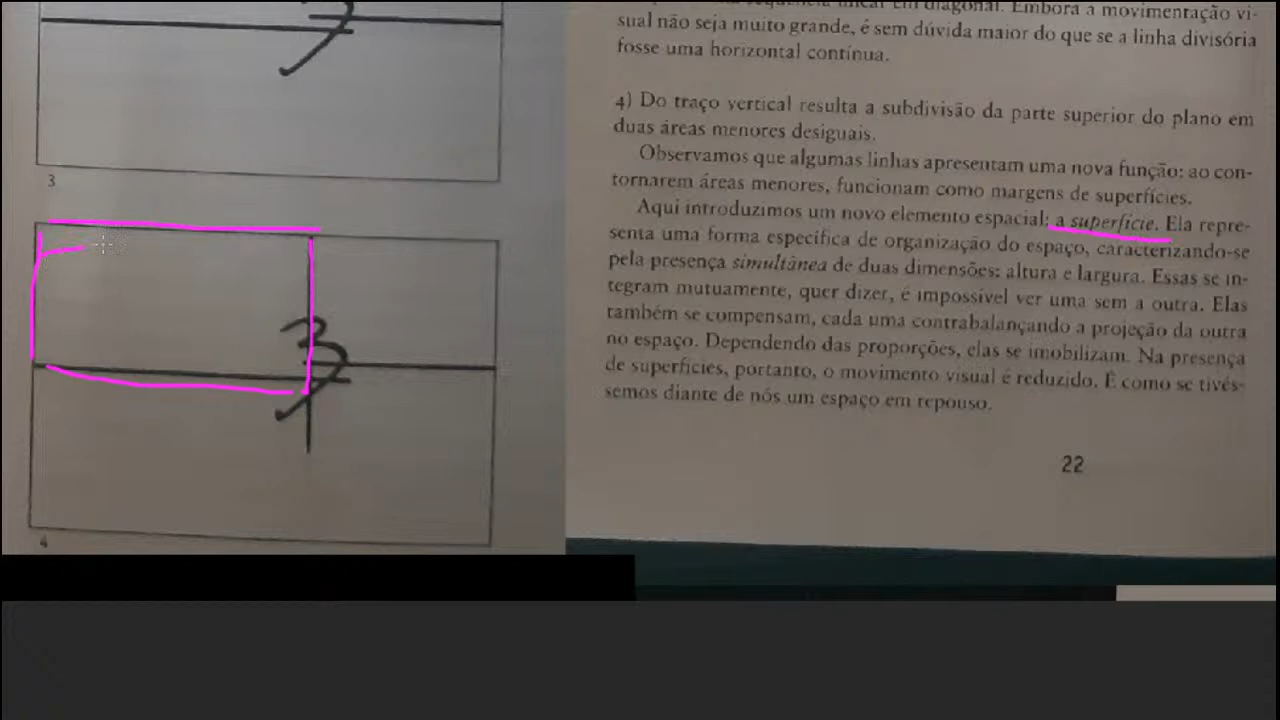 3
4
em diagonal. Embora a movimentação vi-
sual não seja muito grande, é sem dúvida maior do que se a linha divisória
fosse uma horizontal contínua.
4) Do traço vertical resulta a subdivisão da parte superior do plano em
duas áreas menores desiguais.
Observamos que algumas linhas apresentam uma nova função: ao con-
tornarem áreas menores, funcionam como margens de superfícies.
Aqui introduzimos um novo elemento espacial: a superfície. Ela repre-
senta uma forma específica de organização do espaço, caracterizando-se
pela presença simultânea de duas dimensões: altura e largura. Essas se in-
tegram mutuamente, quer dizer, é impossível ver uma sem a outra. Elas
também se compensam, cada uma contrabalançando a projeção da outra
no espaço. Dependendo das proporções, elas se imobilizam. Na presença
de superfícies, portanto, o movimento visual é reduzido. É como se tivés-
semos diante de nós um espaço em repouso.
22